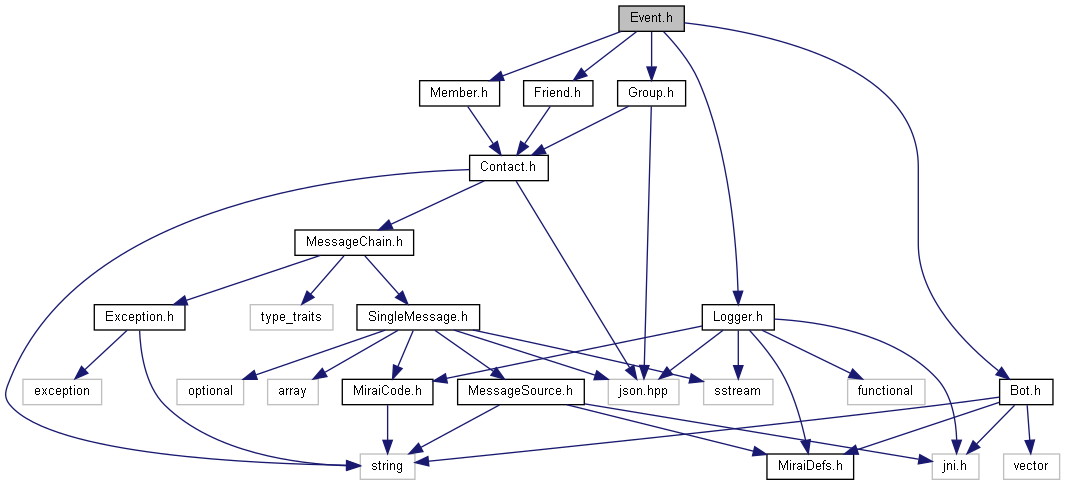 Event.h
Member.h
Friend.h
Group.h
Contact.h
MessageChain.h
Exception.h
type_traits
SingleMessage.h
Logger.h
exception
optional
array
MiraiCode.h
MessageSource.h
json.hpp
sstream
functional
Bot.h
string
MiraiDefs.h
jni.h
vector